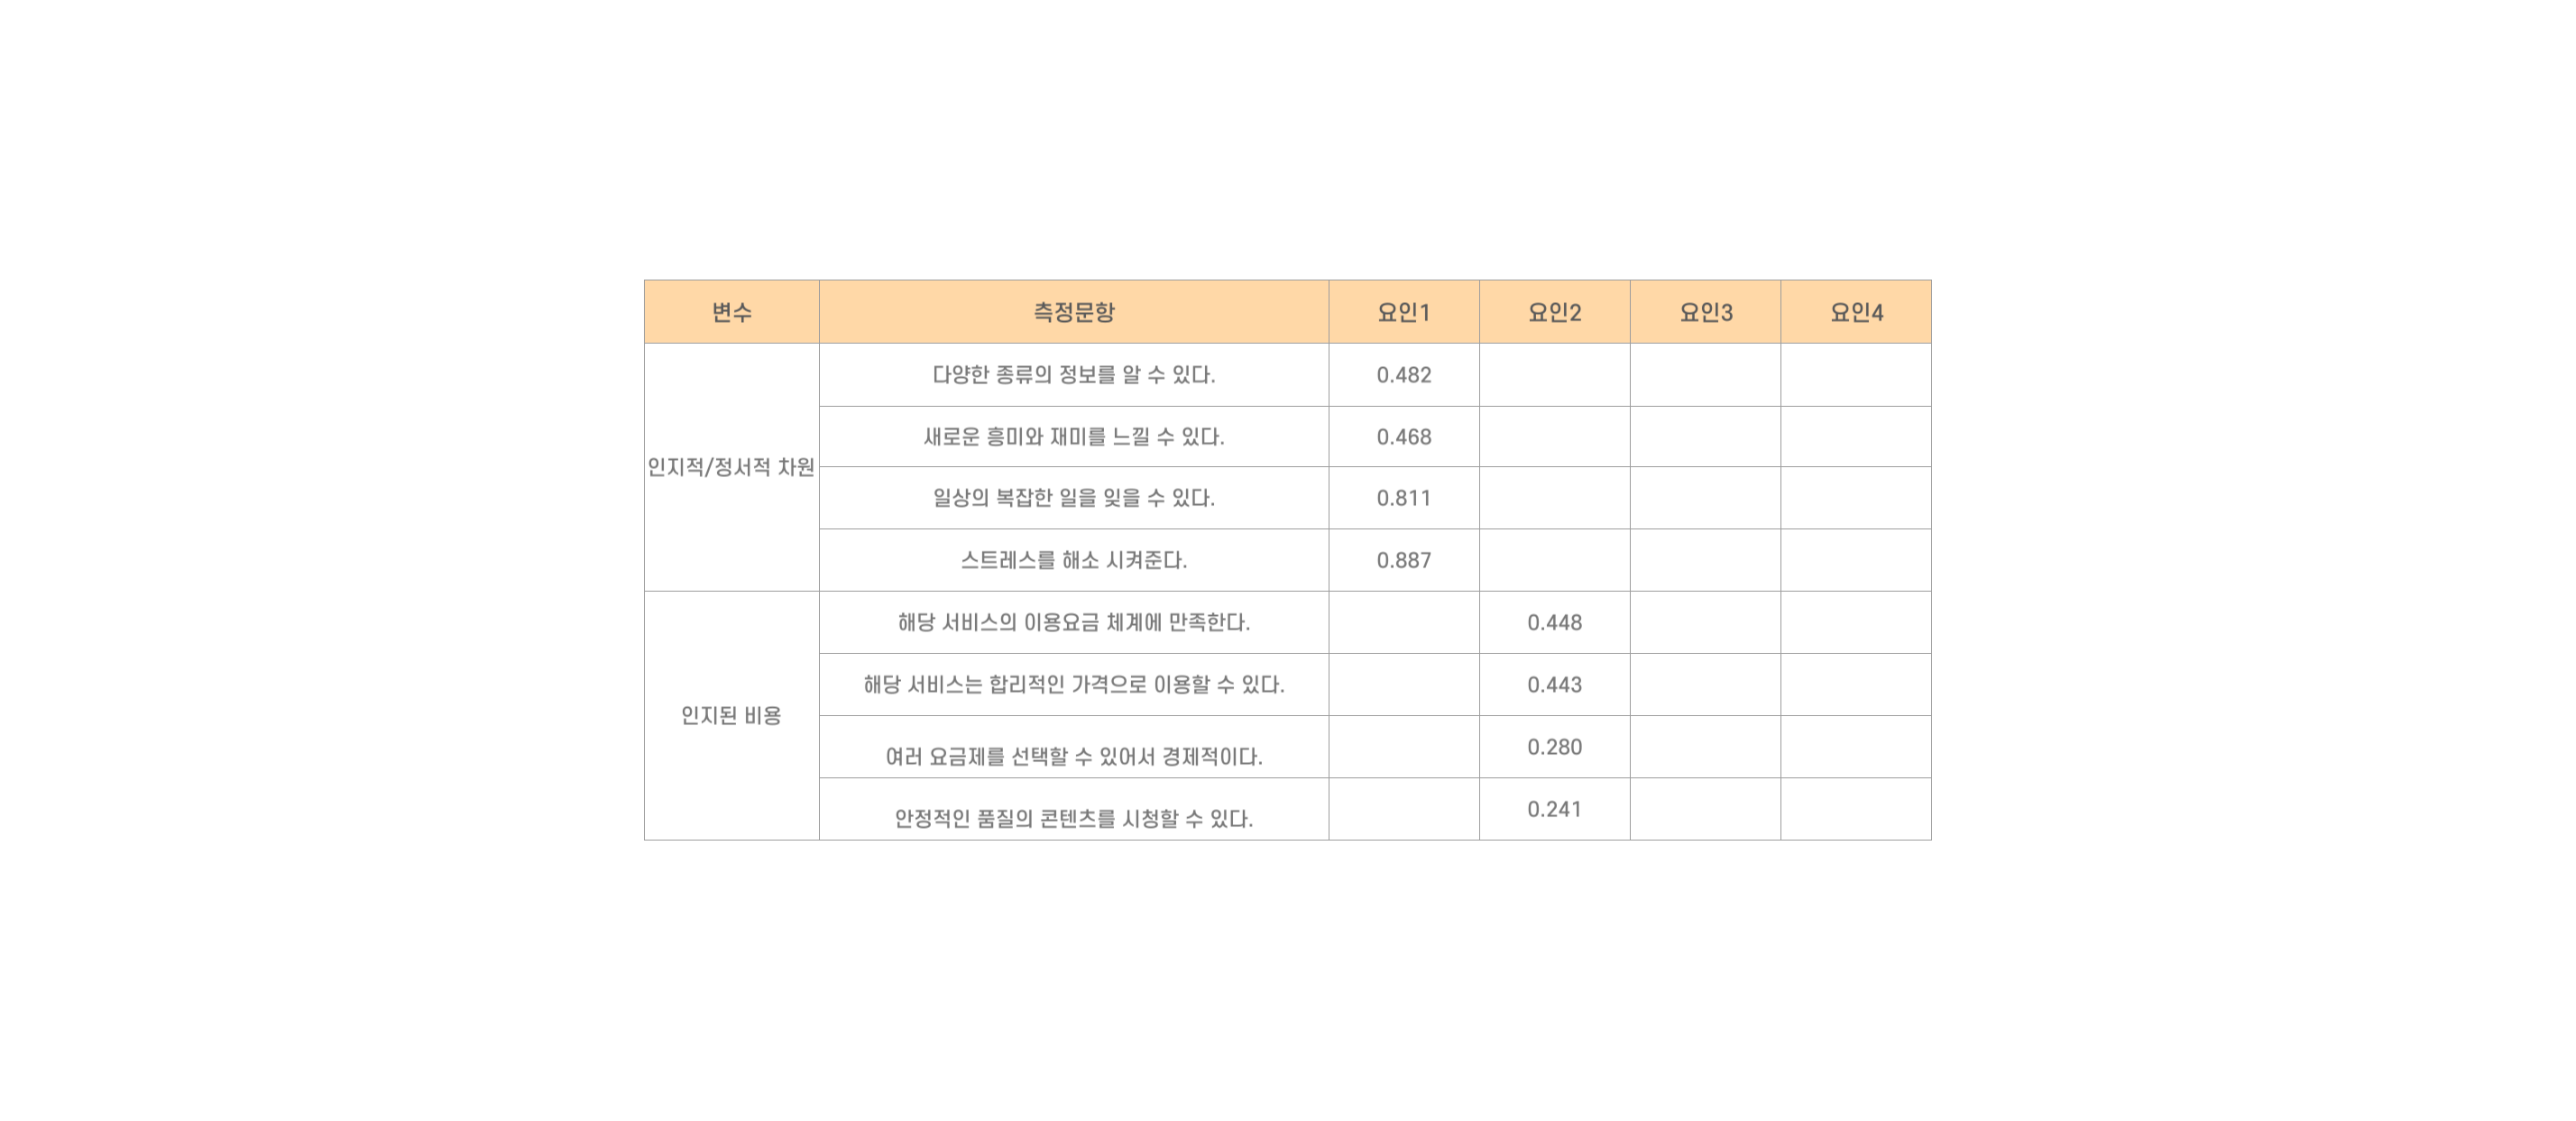 변수 측정문항 요인1 요인2 요인3 요인4
다양한 종류의 정보를 알 수 있다. 0.482
새로운 흥미와 재미를 느낄 수 있다. 0.468
인지적/정서적 차원
일상의 복잡한 일을 잊을 수 있다. 0.811
스트레스를 해소 시켜준다. 0.887
해당 서비스의 이용요금 체계에 만족한다. 0.448
해당 서비스는 합리적인 가격으로 이용할 수 있다. 0.443
인지된 비용
여러 요금제를 선택할 수 있어서 경제적이다. 0.280
안정적인 품질의 콘텐츠를 시청할 수 있다. 0.241